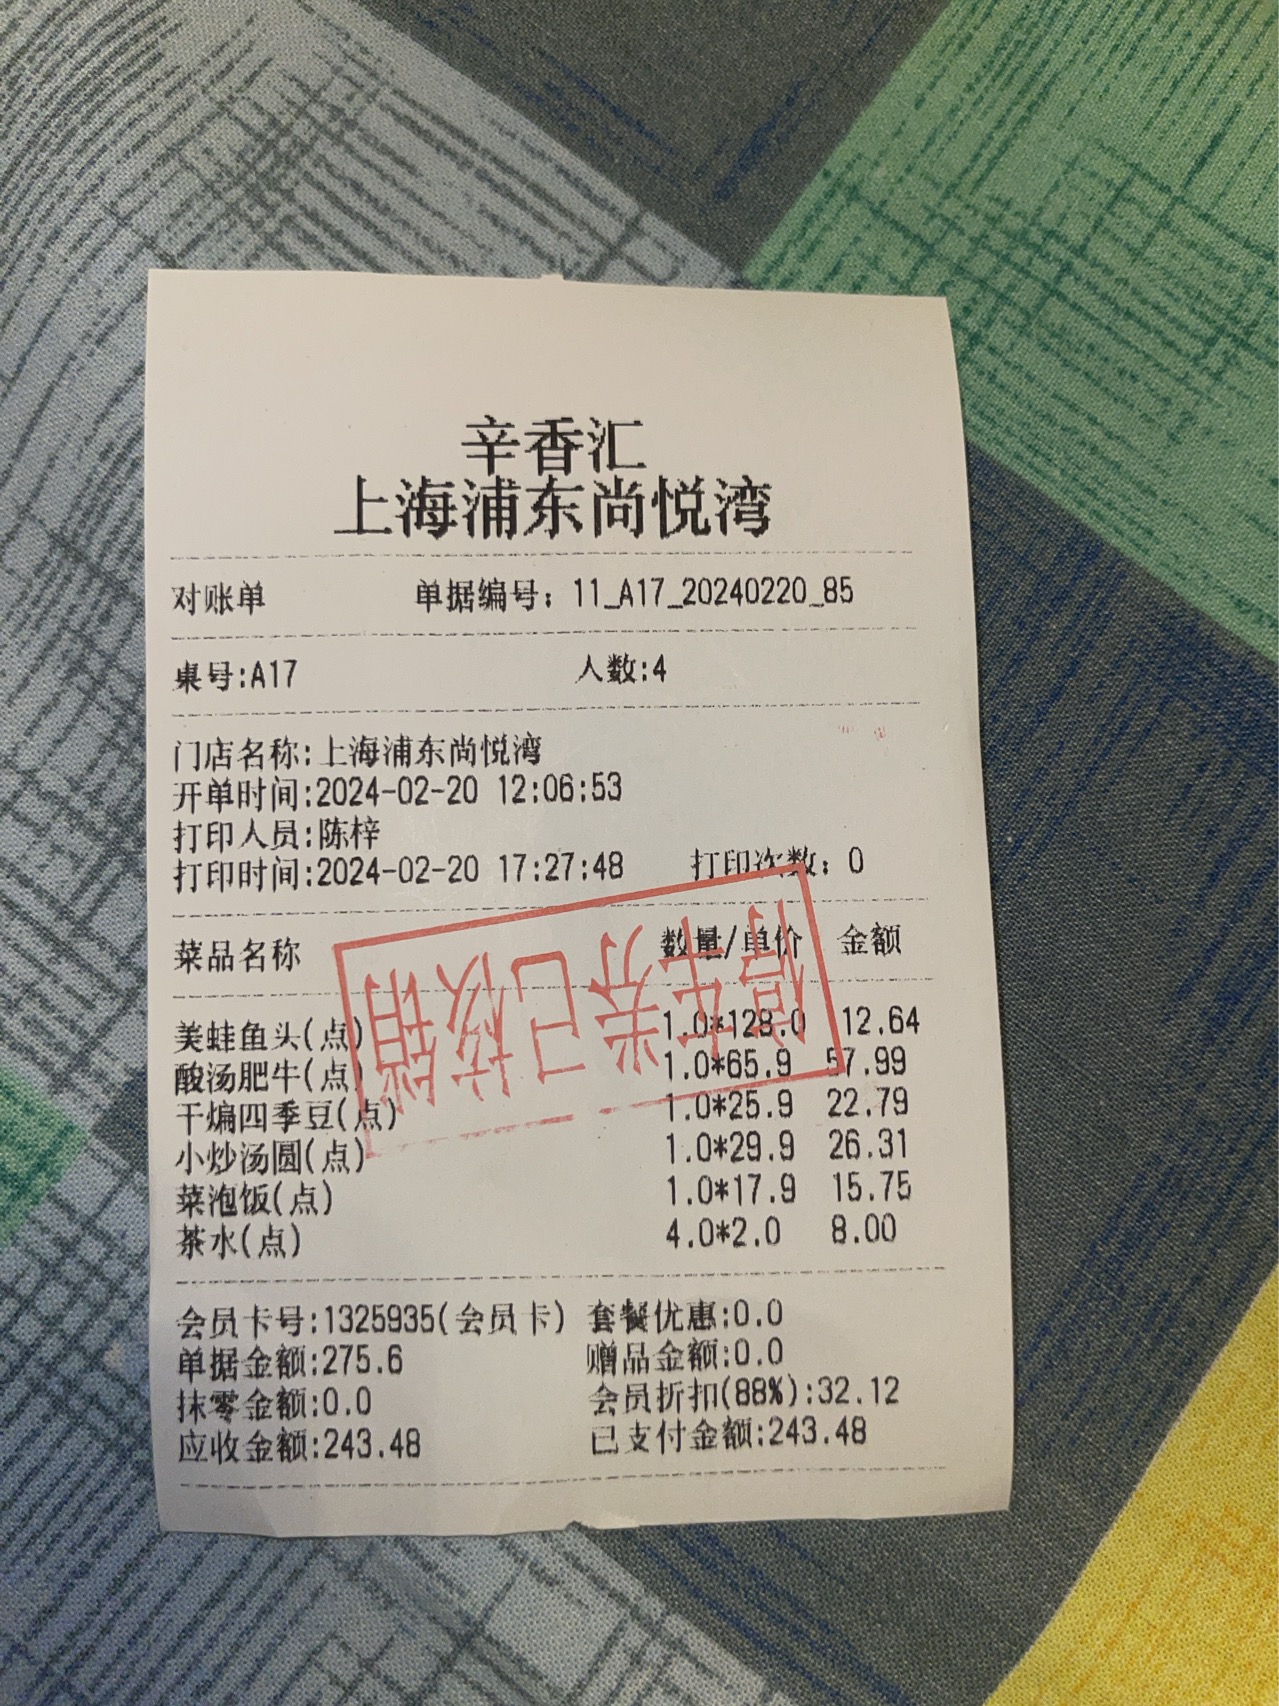 辛香汇
上海浦东尚悦湾
对账单 单据编号：11_A17_20240220_85
桌号:A17 人数:4
门店名称:上海浦东尚悦湾
开单时间:2024-02-20 12:06:53
打印人员:陈梓
打印时间:2024-02-20 17:27:48 打印次数：0
菜品名称 数量/单价 金额
美蛙鱼头(点) 1.0*128.0 12.64
酸汤肥牛(点) 1.0*65.9 57.99
干煸四季豆(点) 1.0*25.9 22.79
小炒汤圆(点) 1.0*29.9 26.31
菜泡饭(点) 1.0*17.9 15.75
茶水(点) 4.0*2.0 8.00
会员卡号:1325935(会员卡) 套餐优惠:0.0
单据金额:275.6 赠品金额:0.0
抹零金额:0.0 会员折扣(88%):32.12
应收金额:243.48 已支付金额:243.48
停车券已核销